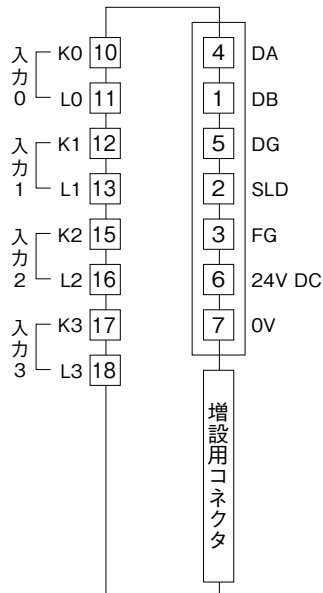 入力0
K0 10
L0 11
入力1
K1 12
L1 13
入力2
K2 15
L2 16
入力3
K3 17
L3 18
4 DA
1 DB
5 DG
2 SLD
3 FG
6 24V DC
7 0V
増設用コネクタ